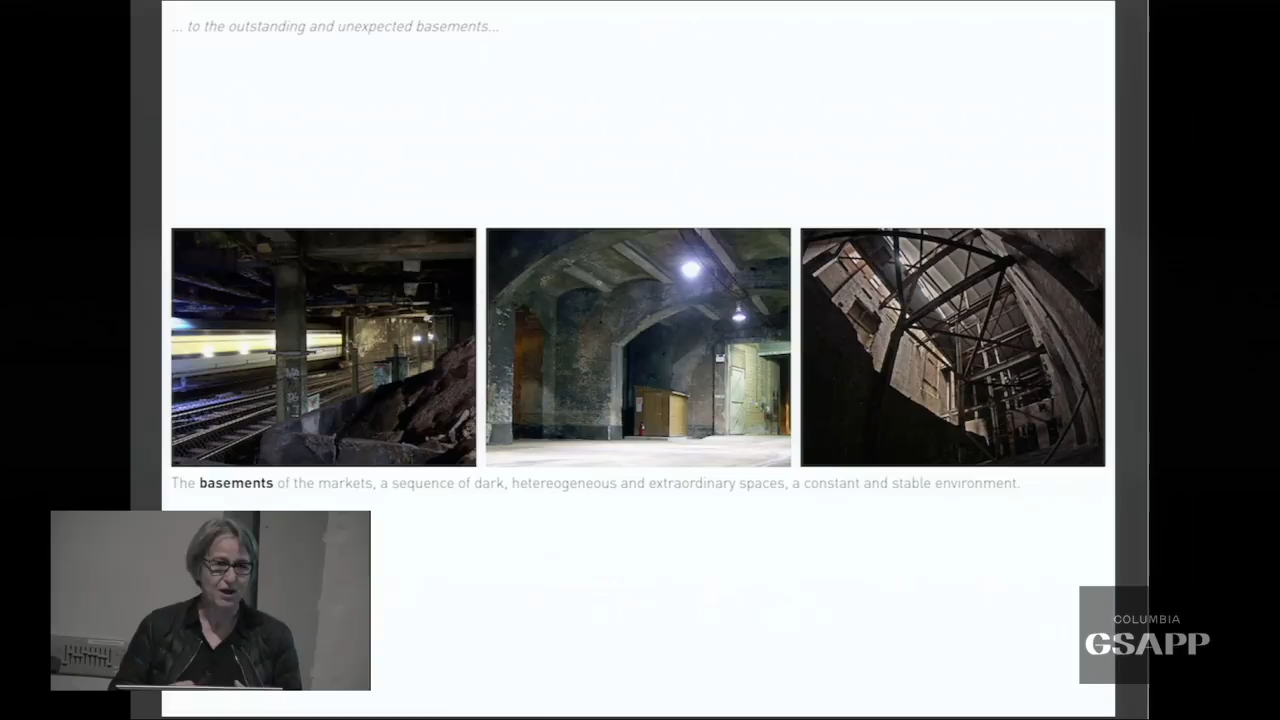 ... to the outstanding and unexpected basements...
The basements of the markets, a sequence of dark, hetereogeneous and extraordinary spaces, a constant and stable environment.
COLUMBIA
GSAPP